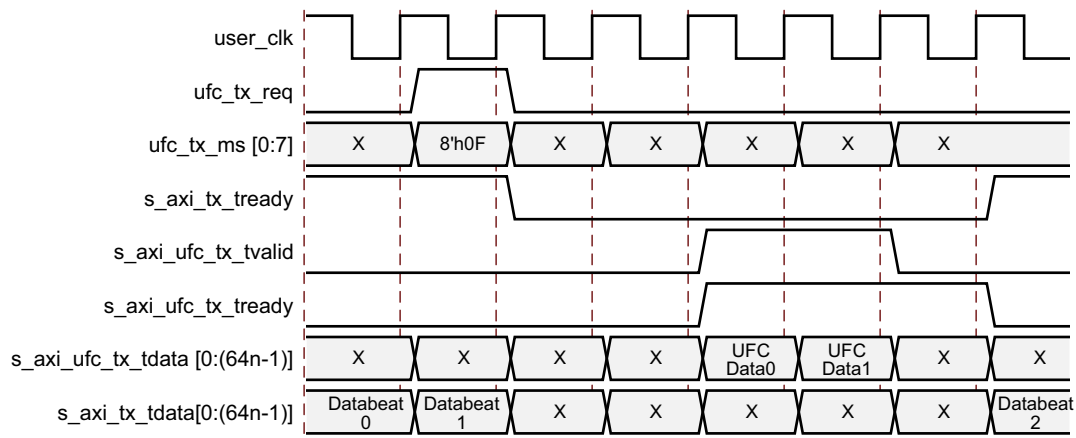 user_clk
ufc_tx_req
ufc_tx_ms [0:7] X 8'h0F X X X X X
s_axi_tx_tready
s_axi_ufc_tx_tvalid
s_axi_ufc_tx_tready
s_axi_ufc_tx_tdata [0:(64n-1)] X X X X UFC Data0 UFC Data1 X X
s_axi_tx_tdata[0:(64n-1)] Databeat 0 Databeat 1 X X X X X Databeat 2